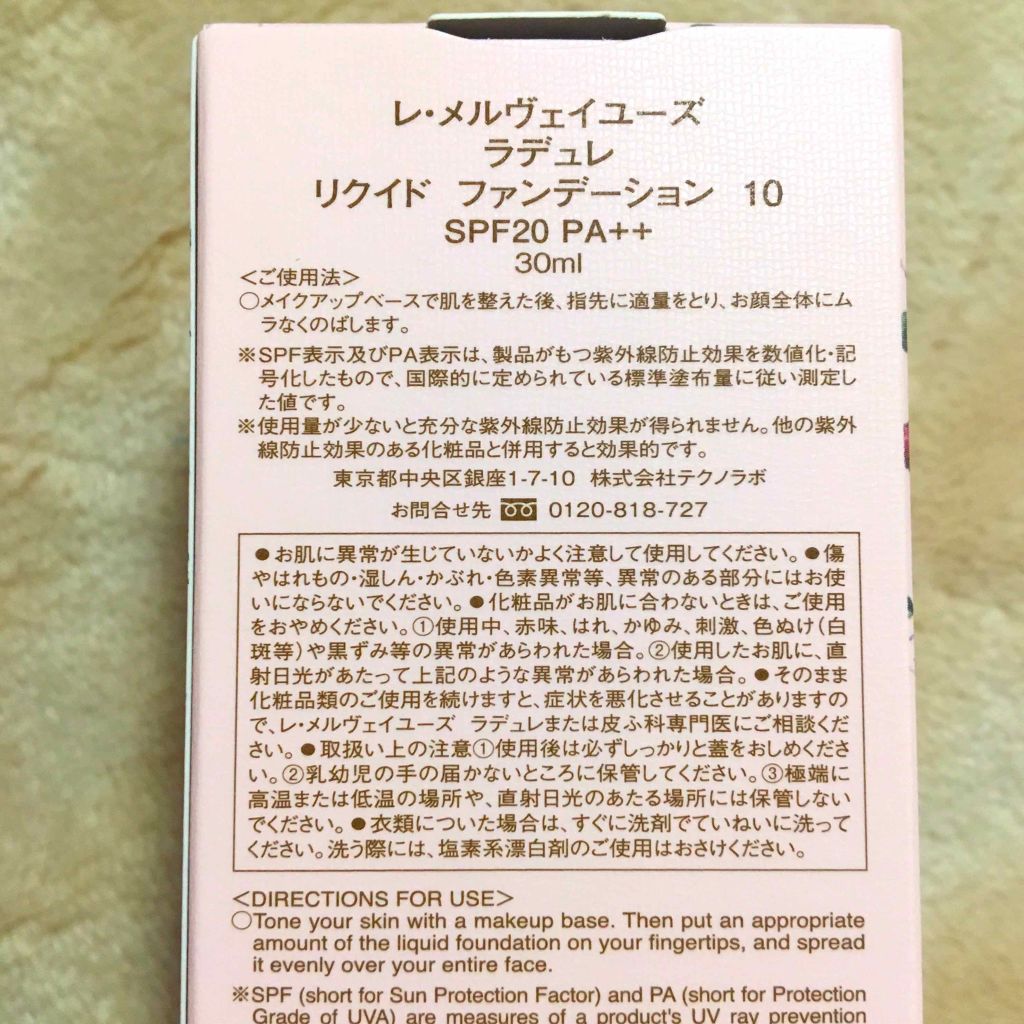 レ・メルヴェイユーズ
ラデュレ
リクイド ファンデーション 10
SPF20 PA++
30ml
＜ご使用法＞
○メイクアップベースで肌を整えた後、指先に適量をとり、お顔全体にム
ラなくのばします。
※SPF表示及びPA表示は、製品がもつ紫外線防止効果を数値化・記
号化したもので、国際的に定められている標準塗布量に従い測定し
た値です。
※使用量が少ないと充分な紫外線防止効果が得られません。他の紫外
線防止効果のある化粧品と併用すると効果的です。
東京都中央区銀座1-7-10 株式会社テクノラボ
お問合せ先 0120-818-727
●お肌に異常が生じていないかよく注意して使用してください。●傷
やはれもの・湿しん・かぶれ・色素異常等、異常のある部分にはお使
いにならないでください。●化粧品がお肌に合わないときは、ご使用
をおやめください。①使用中、赤味、はれ、かゆみ、刺激、色ぬけ（白
斑等）や黒ずみ等の異常があらわれた場合。②使用したお肌に、直
射日光があたって上記のような異常があらわれた場合。●そのまま
化粧品類のご使用を続けますと、症状を悪化させることがありますの
で、レ・メルヴェイユーズ ラデュレまたは皮ふ科専門医にご相談くだ
さい。●取扱い上の注意①使用後は必ずしっかりと蓋をおしめくださ
い。②乳幼児の手の届かないところに保管してください。③極端に
高温または低温の場所や、直射日光のあたる場所には保管しない
でください。●衣類についた場合は、すぐに洗剤でていねいに洗って
ください。洗う際には、塩素系漂白剤のご使用はおさけください。
＜DIRECTIONS FOR USE＞
○Tone your skin with a makeup base. Then put an appropriate
amount of the liquid foundation on your fingertips, and spread
it evenly over your entire face.
※SPF (short for Sun Protection Factor) and PA (short for Protection
Grade of UVA) are measures of a product's UV ray prevention